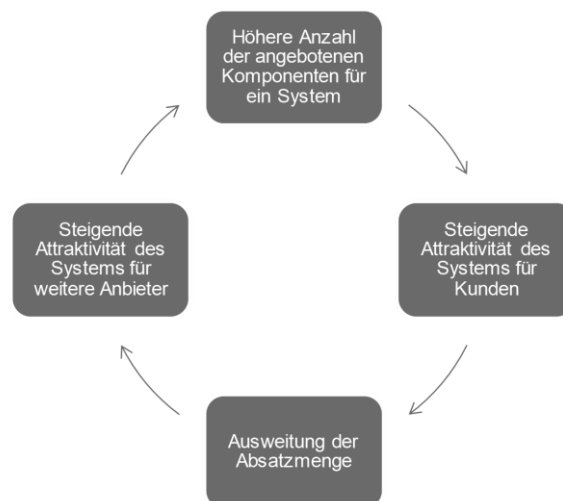 Höhere Anzahl
der angebotenen
Komponenten für
ein System
Steigende
Attraktivität des
Systems für
Kunden
Ausweitung der
Absatzmenge
Steigende
Attraktivität des
Systems für
weitere Anbieter